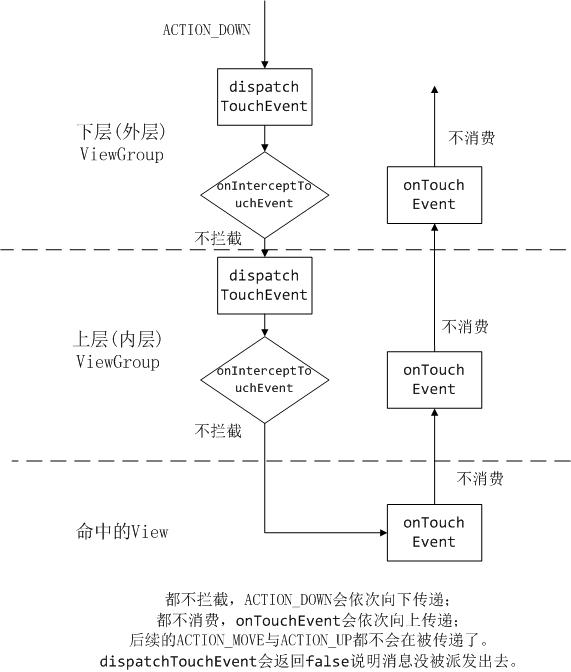 ACTION_DOWN
dispatch
TouchEvent
下层(外层)
ViewGroup
onInterceptTo
uchEvent
不拦截
不消费
onTouch
Event
dispatch
TouchEvent
上层(内层)
ViewGroup
onInterceptTo
uchEvent
不拦截
不消费
onTouch
Event
不消费
命中的View
onTouch
Event
都不拦截，ACTION_DOWN会依次向下传递；
都不消费，onTouchEvent会依次向上传递；
后续的ACTION_MOVE与ACTION_UP都不会在被传递了。
dispatchTouchEvent会返回false说明消息没被派发出去。